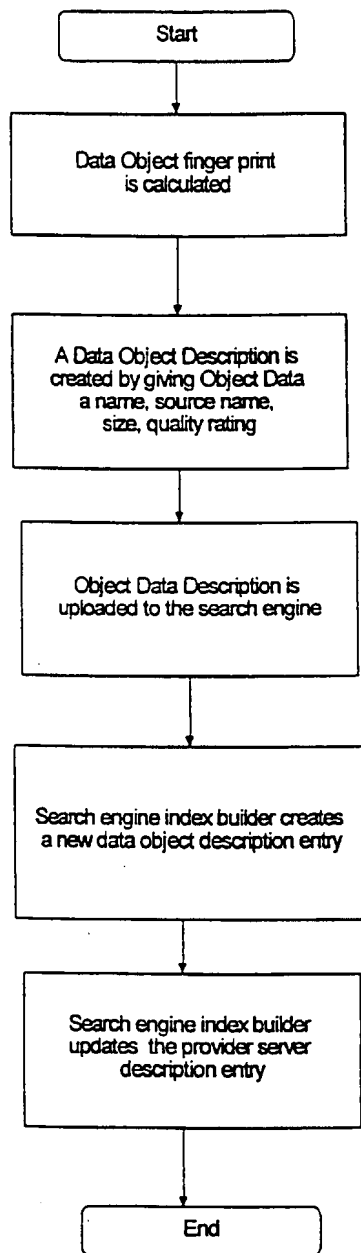 Start
Data Object finger print
is calculated
A Data Object Description is
created by giving Object Data
a name, source name,
size, quality rating
Object Data Description is
uploaded to the search engine
Search engine index builder creates
a new data object description entry
Search engine index builder
updates the provider server
description entry
End